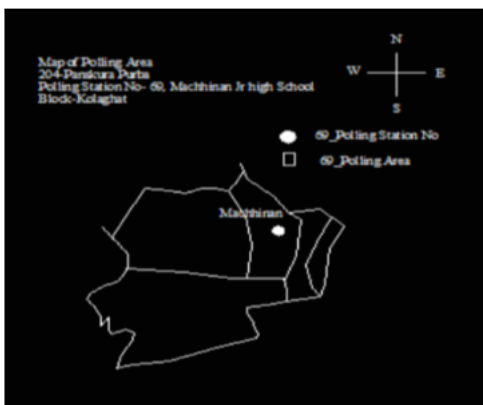 Map of Polling Area
204-Panskura Purba
Polling Station No- 69, Machhinan Jr high School
Block-Kolaghat
N
W E
S
69_Polling Station No
69_Polling Area
Machhinan